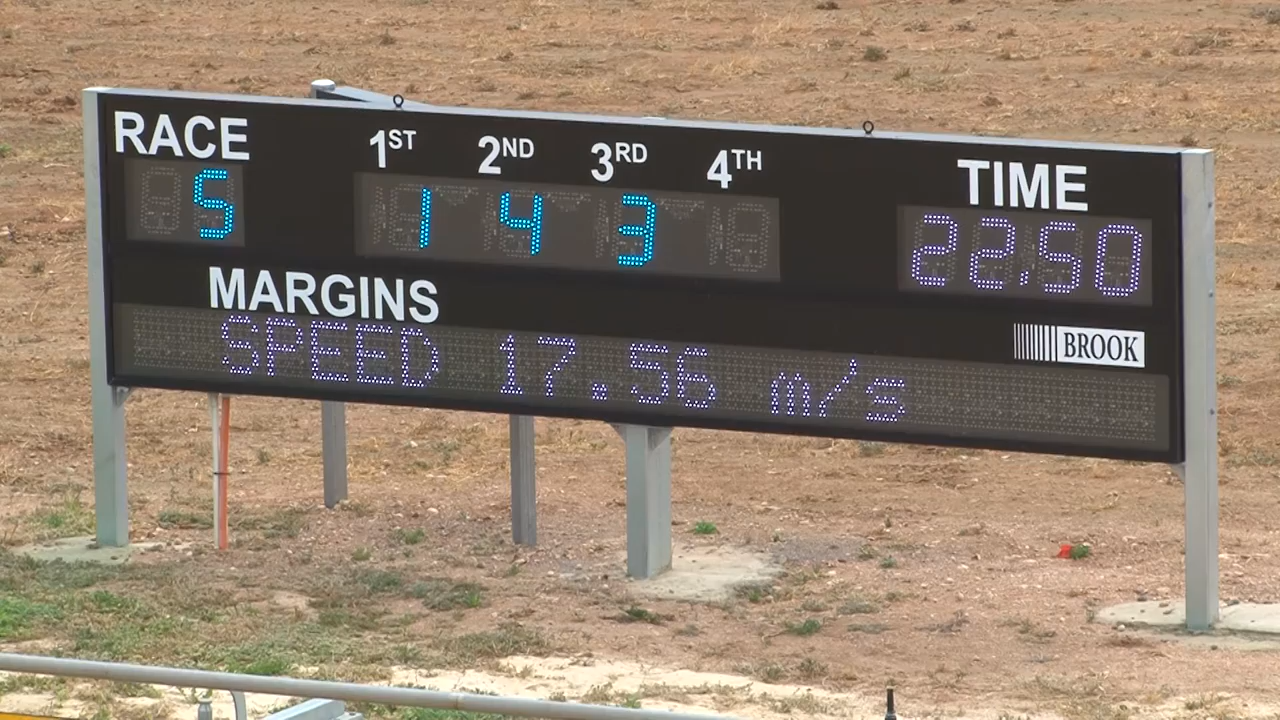 RACE 1ST 2ND 3RD 4TH TIME
5 1 4 3 22.50
MARGINS
BROOK
SPEED 17.56 m/s